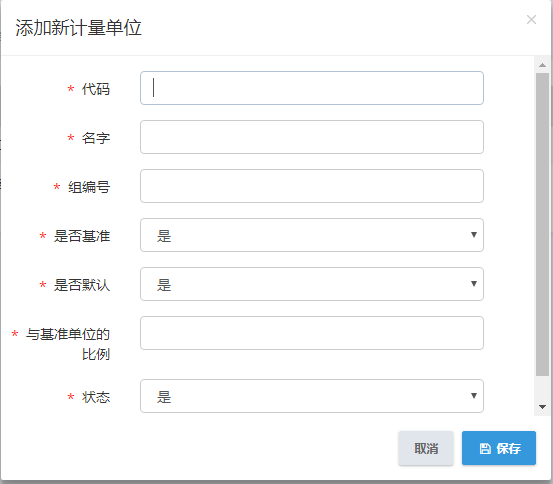 添加新计量单位
×
* 代码
* 名字
* 组编号
* 是否基准 是
* 是否默认 是
* 与基准单位的
比例
* 状态 是
取消 保存